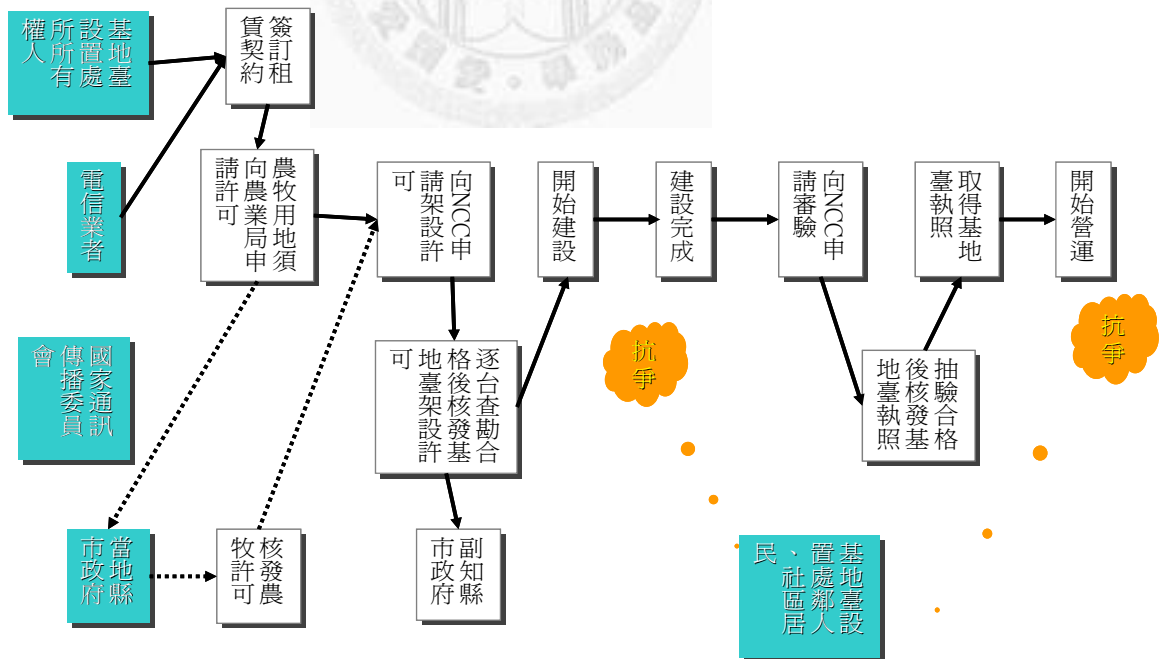 基地臺
設置處
所所有
權人
簽訂租
賃契約
電信業者
農牧用地須
向農業局申
請許可
向NCC申
請架設許
可
開始建設
建設完成
向NCC申
請審驗
取得基地
臺執照
開始營運
國家通訊
傳播委員
會
逐台查勘合
格後核發基
地臺架設許
可
抗爭
抽驗合格
後核發基
地臺執照
抗爭
當地縣
市政府
核發農
牧許可
副知縣
市政府
基地臺設
置處鄰人
、社區居
民